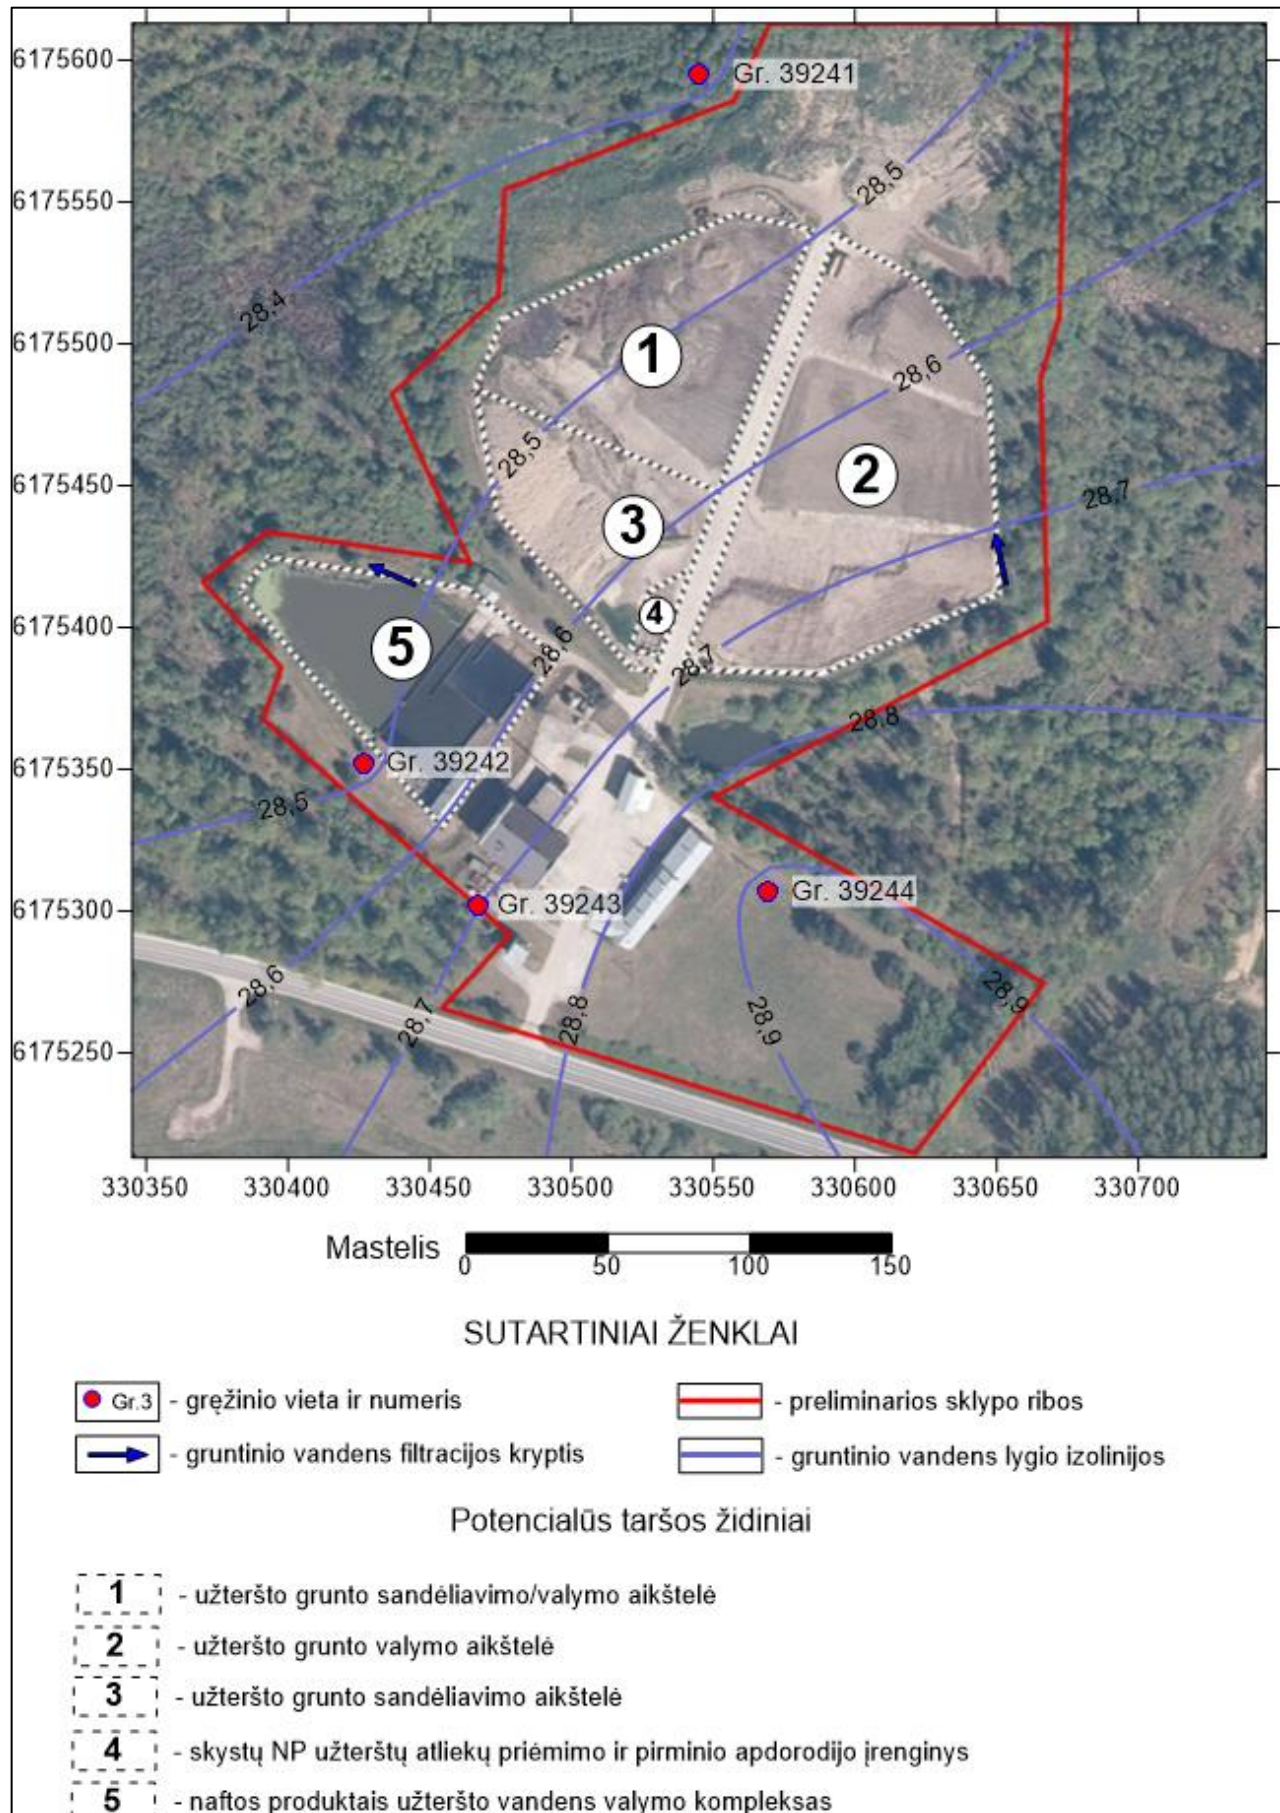 6175600
Gr. 39241
6175550
28,5
28,4
6175500
1
28,6
28,5
6175450
2
28,7
3
4
6175400
5
28,6
28,7
28,8
6175350
Gr. 39242
28,5
6175300
Gr. 39243
Gr. 39244
28,6
28,7
28,8
28,9
28,9
6175250
330350 330400 330450 330500 330550 330600 330650 330700
Mastelis
0 50 100 150
SUTARTINIAI ŽENKLAI
Gr.3 - gręžinio vieta ir numeris
- preliminarios sklypo ribos
- gruntinio vandens filtracijos kryptis
- gruntinio vandens lygio izolinijos
Potencialūs taršos židiniai
1 - užteršto grunto sandėliavimo/valymo aikštelė
2 - užteršto grunto valymo aikštelė
3 - užteršto grunto sandėliavimo aikštelė
4 - skystų NP užterštų atliekų priėmimo ir pirminio apdorodijo įrenginys
5 - naftos produktais užteršto vandens valymo kompleksas